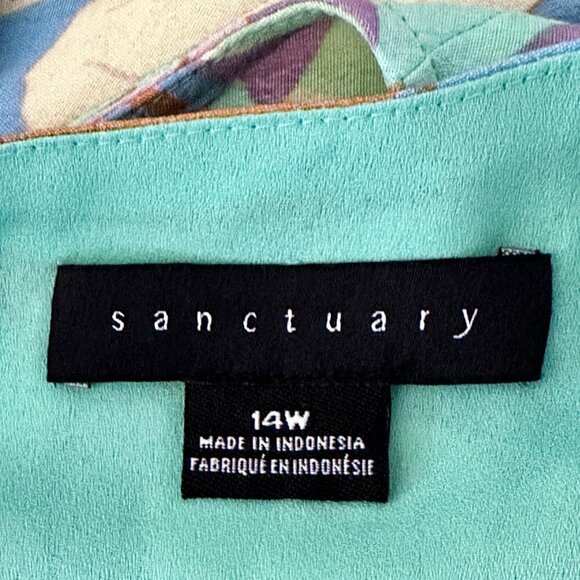 sanctuary
14W
MADE IN INDONESIA
FABRIQUÉ EN INDONÉSIE